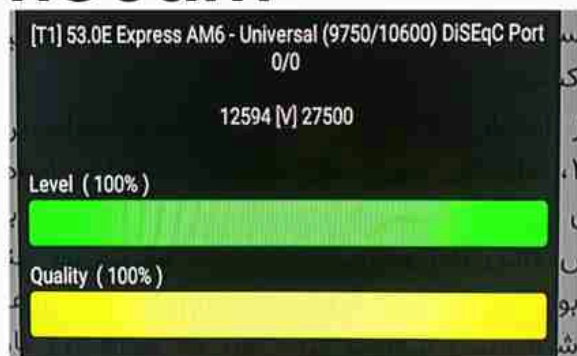 [T1] 53.0E Express AM6 - Universal (9750/10600) DiSEqC Port
0/0
12594 [V] 27500
Level ( 100% )
Quality ( 100% )